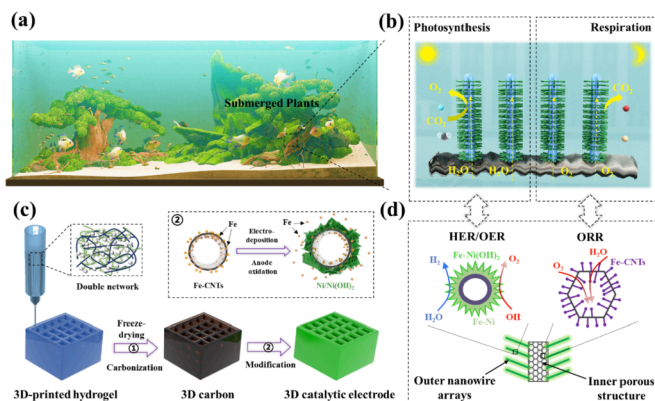 (a)
Submerged Plants
(b)
Photosynthesis
Respiration
O₂
CO₂
CO₂
H₂O
H₂O
O₂
O₂
(c)
Double network
②
Fe
Fe-CNTs
Electro-
deposition
Anode
oxidation
Fe
Ni/Ni(OH)₂
Freeze-
drying
①
Carbonization
②
Modification
3D-printed hydrogel
3D carbon
3D catalytic electrode
(d)
HER/OER
ORR
Fe-Ni(OH)₂
H₂
O₂
H₂O
OH
Fe-Ni
H₂O
O₂
Fe-CNTs
Outer nanowire
arrays
Inner porous
structure